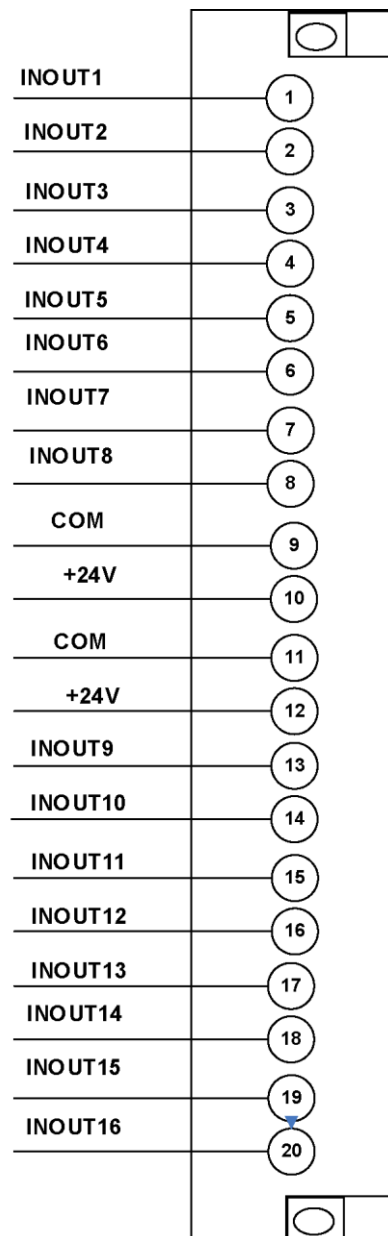 INOUT1
1
INOUT2
2
INOUT3
3
INOUT4
4
INOUT5
5
INOUT6
6
INOUT7
7
INOUT8
8
COM
9
+24V
10
COM
11
+24V
12
INOUT9
13
INOUT10
14
INOUT11
15
INOUT12
16
INOUT13
17
INOUT14
18
INOUT15
19
INOUT16
20